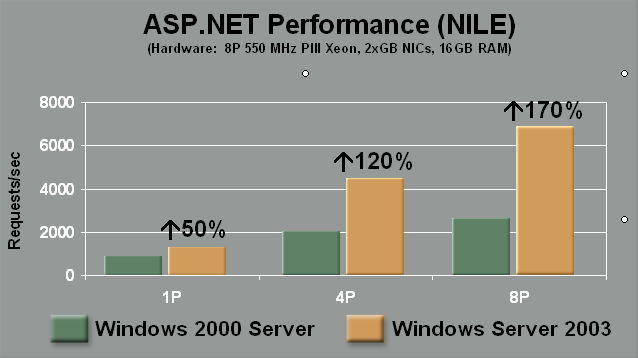 ASP.NET Performance (NILE)
(Hardware: 8P 550 MHz PIII Xeon, 2xGB NICs, 16GB RAM)
Requests/sec
8000
6000
4000
2000
0
↑50%
↑120%
↑170%
1P 4P 8P
Windows 2000 Server Windows Server 2003